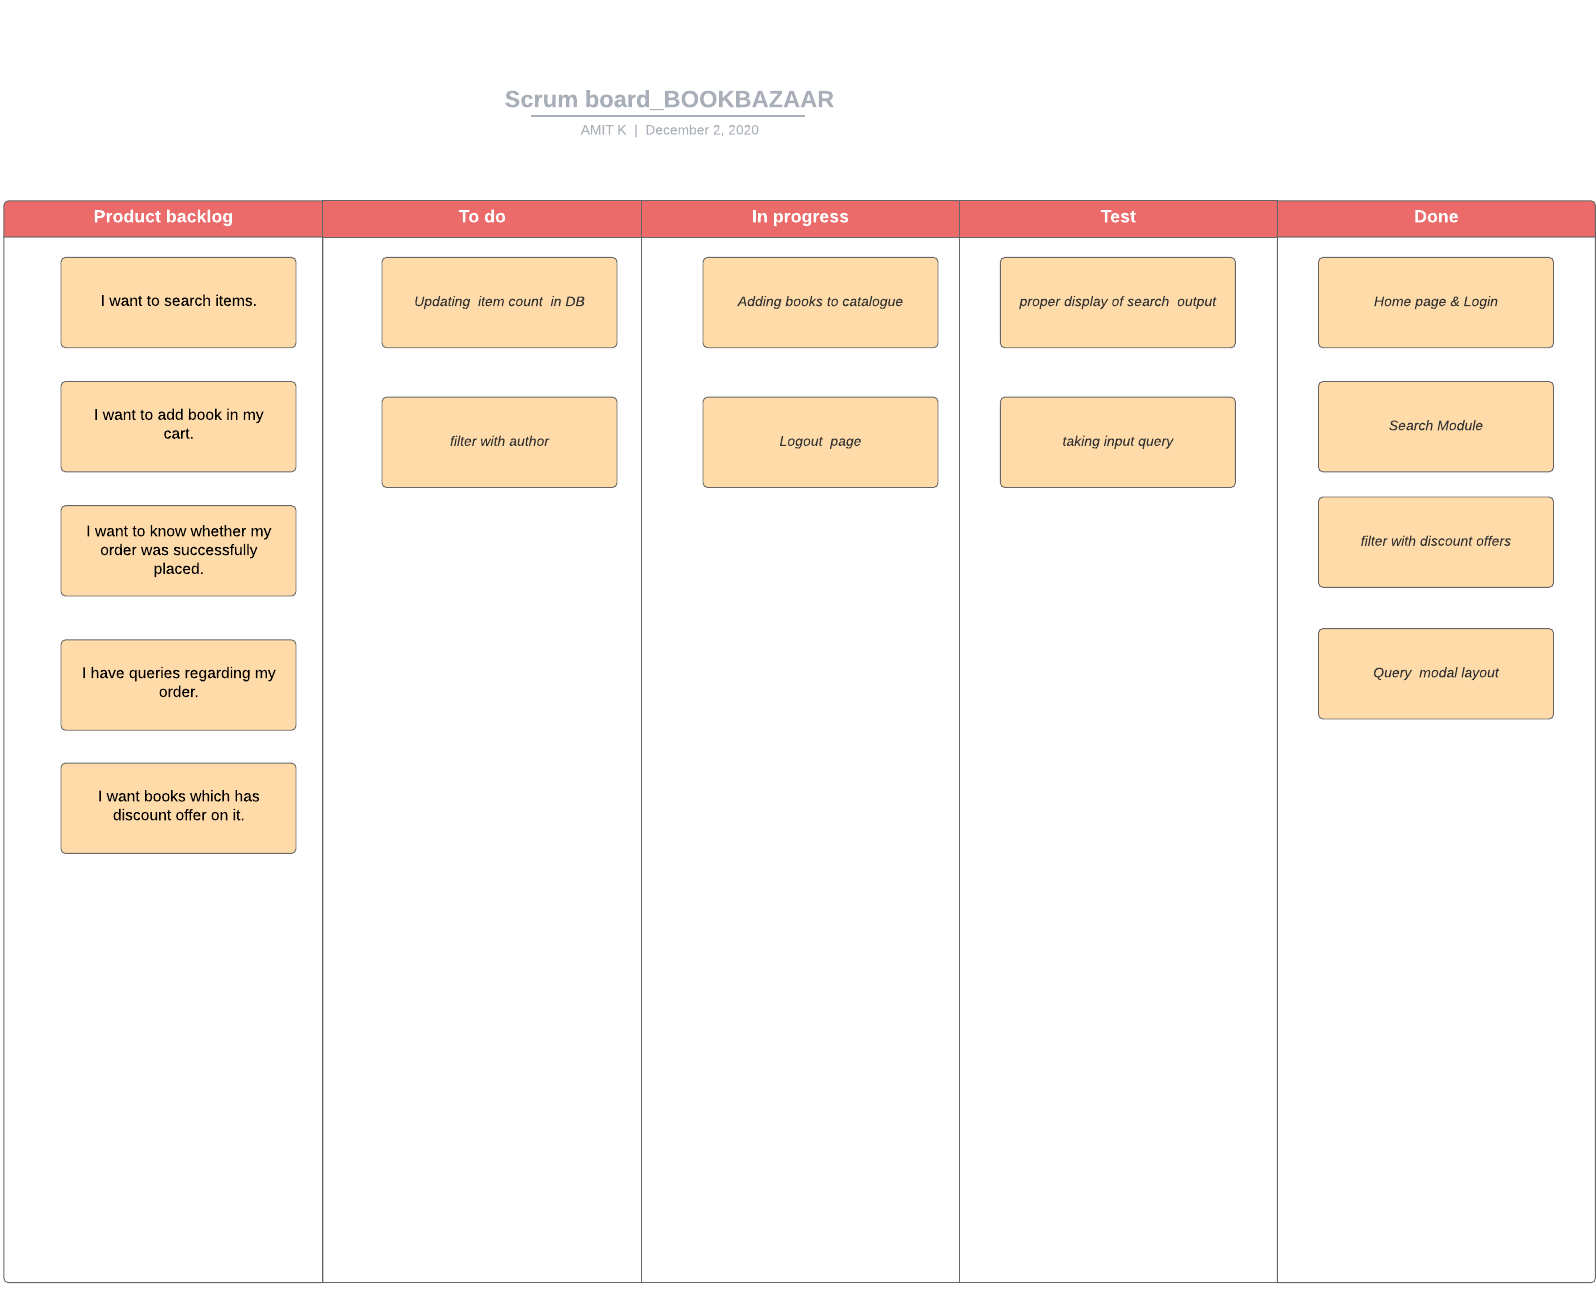 Scrum board_BOOKBAZAAR
AMIT K | December 2, 2020
Product backlog
I want to search items.
I want to add book in my
cart.
I want to know whether my
order was successfully
placed.
I have queries regarding my
order.
I want books which has
discount offer on it.
To do
Updating  item count  in DB
filter with author
In progress
Adding books to catalogue
Logout  page
Test
proper display of search  output
taking input query
Done
Home page & Login
Search Module
filter with discount offers
Query  modal layout